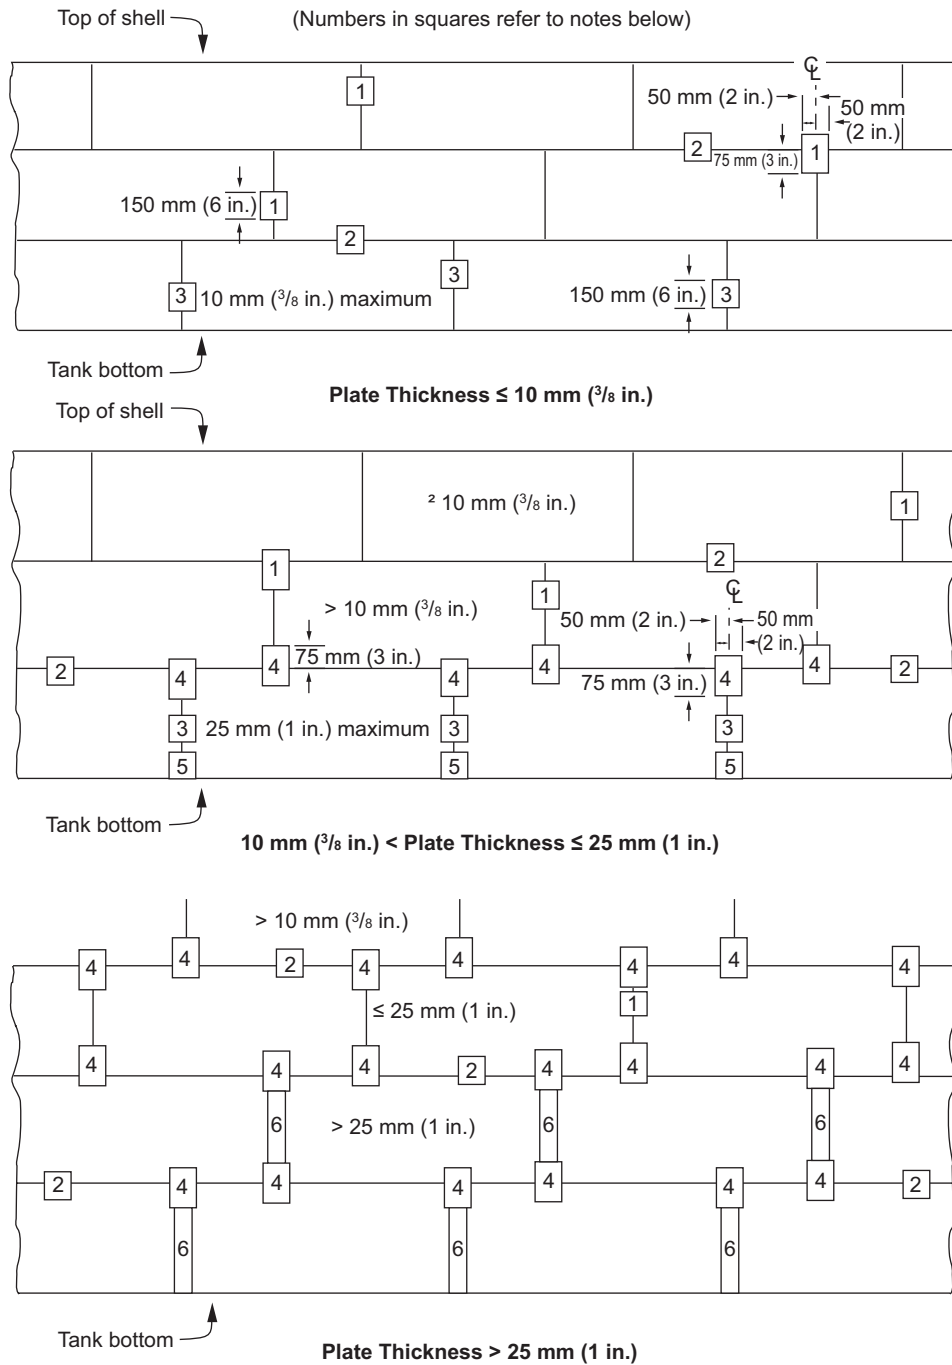 Top of shell
(Numbers in squares refer to notes below)
1
℄
50 mm (2 in.)
50 mm
(2 in.)
2
75 mm (3 in.)
1
150 mm (6 in.)
1
2
3
3
10 mm (3/8 in.) maximum
150 mm (6 in.)
3
Tank bottom
Plate Thickness ≤ 10 mm (3/8 in.)
Top of shell
² 10 mm (3/8 in.)
1
1
2
> 10 mm (3/8 in.)
1
℄
50 mm (2 in.)
50 mm
(2 in.)
2
4
4
75 mm (3 in.)
4
4
75 mm (3 in.)
4
4
2
3
25 mm (1 in.) maximum
3
3
5
5
5
Tank bottom
10 mm (3/8 in.) < Plate Thickness ≤ 25 mm (1 in.)
> 10 mm (3/8 in.)
4
4
2
4
4
4
4
4
≤ 25 mm (1 in.)
1
4
4
4
2
4
4
4
4
6
> 25 mm (1 in.)
6
6
2
4
4
4
4
4
4
2
6
6
6
Tank bottom
Plate Thickness > 25 mm (1 in.)